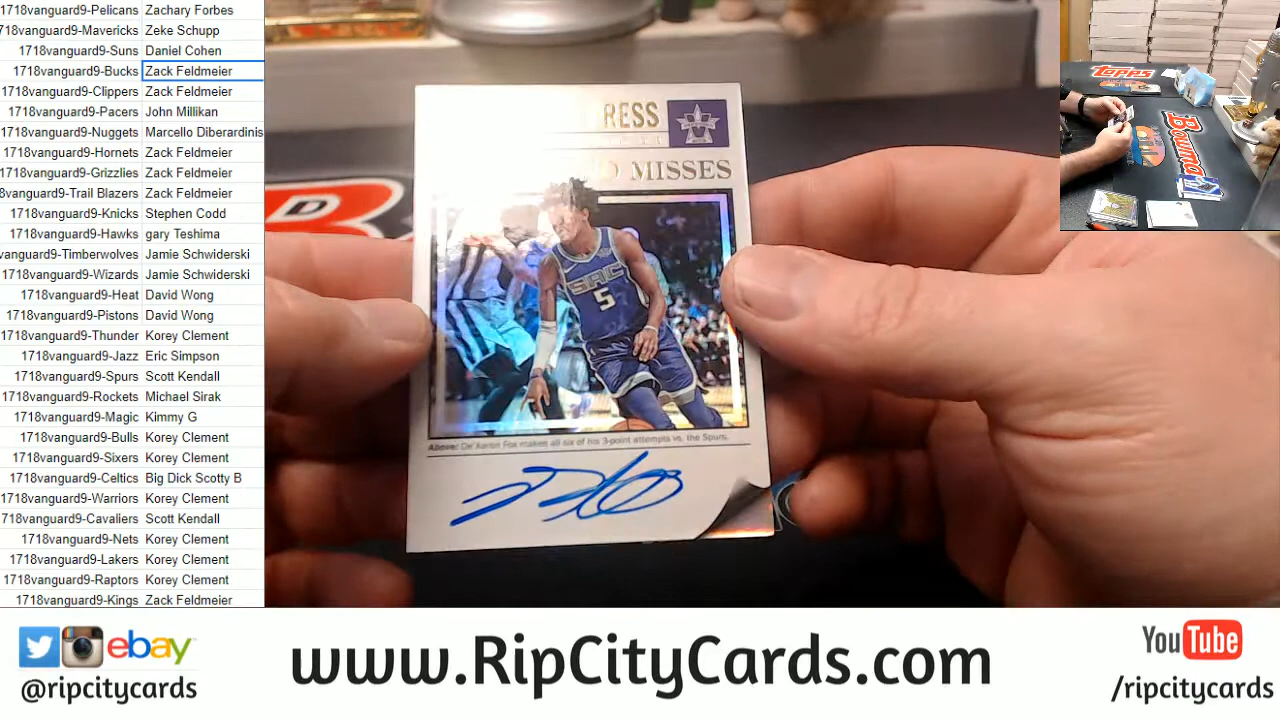 1718vanguard9-Pelicans Zachary Forbes
1718vanguard9-Mavericks Zeke Schupp
1718vanguard9-Suns Daniel Cohen
1718vanguard9-Bucks Zack Feldmeier
1718vanguard9-Clippers Zack Feldmeier
1718vanguard9-Pacers John Millikan
1718vanguard9-Nuggets Marcello Diberardinis
1718vanguard9-Hornets Zack Feldmeier
1718vanguard9-Grizzlies Zack Feldmeier
1718vanguard9-Trail Blazers Zack Feldmeier
1718vanguard9-Knicks Stephen Codd
1718vanguard9-Hawks gary Teshima
vanguard9-Timberwolves Jamie Schwiderski
1718vanguard9-Wizards Jamie Schwiderski
1718vanguard9-Heat David Wong
1718vanguard9-Pistons David Wong
1718vanguard9-Thunder Korey Clement
1718vanguard9-Jazz Eric Simpson
1718vanguard9-Spurs Scott Kendall
1718vanguard9-Rockets Michael Sirak
1718vanguard9-Magic Kimmy G
1718vanguard9-Bulls Korey Clement
1718vanguard9-Sixers Korey Clement
1718vanguard9-Celtics Big Dick Scotty B
1718vanguard9-Warriors Korey Clement
718vanguard9-Cavaliers Scott Kendall
1718vanguard9-Nets Korey Clement
1718vanguard9-Lakers Korey Clement
1718vanguard9-Raptors Korey Clement
1718vanguard9-Kings Zack Feldmeier
RESS
MISSES
SAC
5
Above: De'Aaron Fox makes all six of his 3-point attempts vs. the Spurs.
topps
Bowman
ebay
@ripcitycards
www.RipCityCards.com
YouTube
/ripcitycards